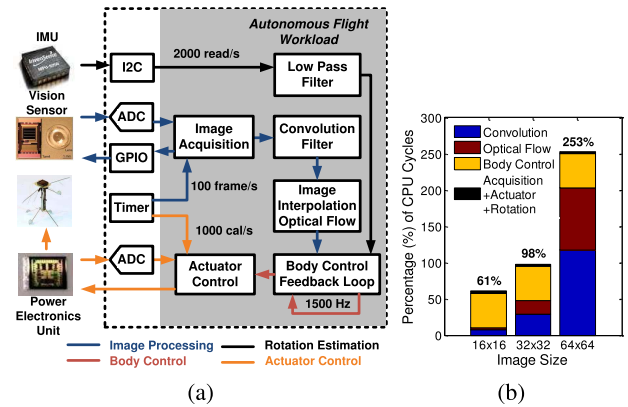 IMU
Vision
Sensor
Power
Electronics
Unit
Autonomous Flight
Workload
I2C
2000 read/s
Low Pass
Filter
ADC
GPIO
Image
Acquisition
Convolution
Filter
100 frame/s
Timer
1000 cal/s
Image
Interpolation
Optical Flow
ADC
Actuator
Control
Body Control
Feedback Loop
1500 Hz
Image Processing
Rotation Estimation
Body Control
Actuator Control
(a)
Percentage (%) of CPU Cycles
300
250
200
150
100
50
0
Convolution
Optical Flow
Body Control
Acquisition
+Actuator
+Rotation
61%
98%
253%
16x16
32x32
64x64
Image Size
(b)